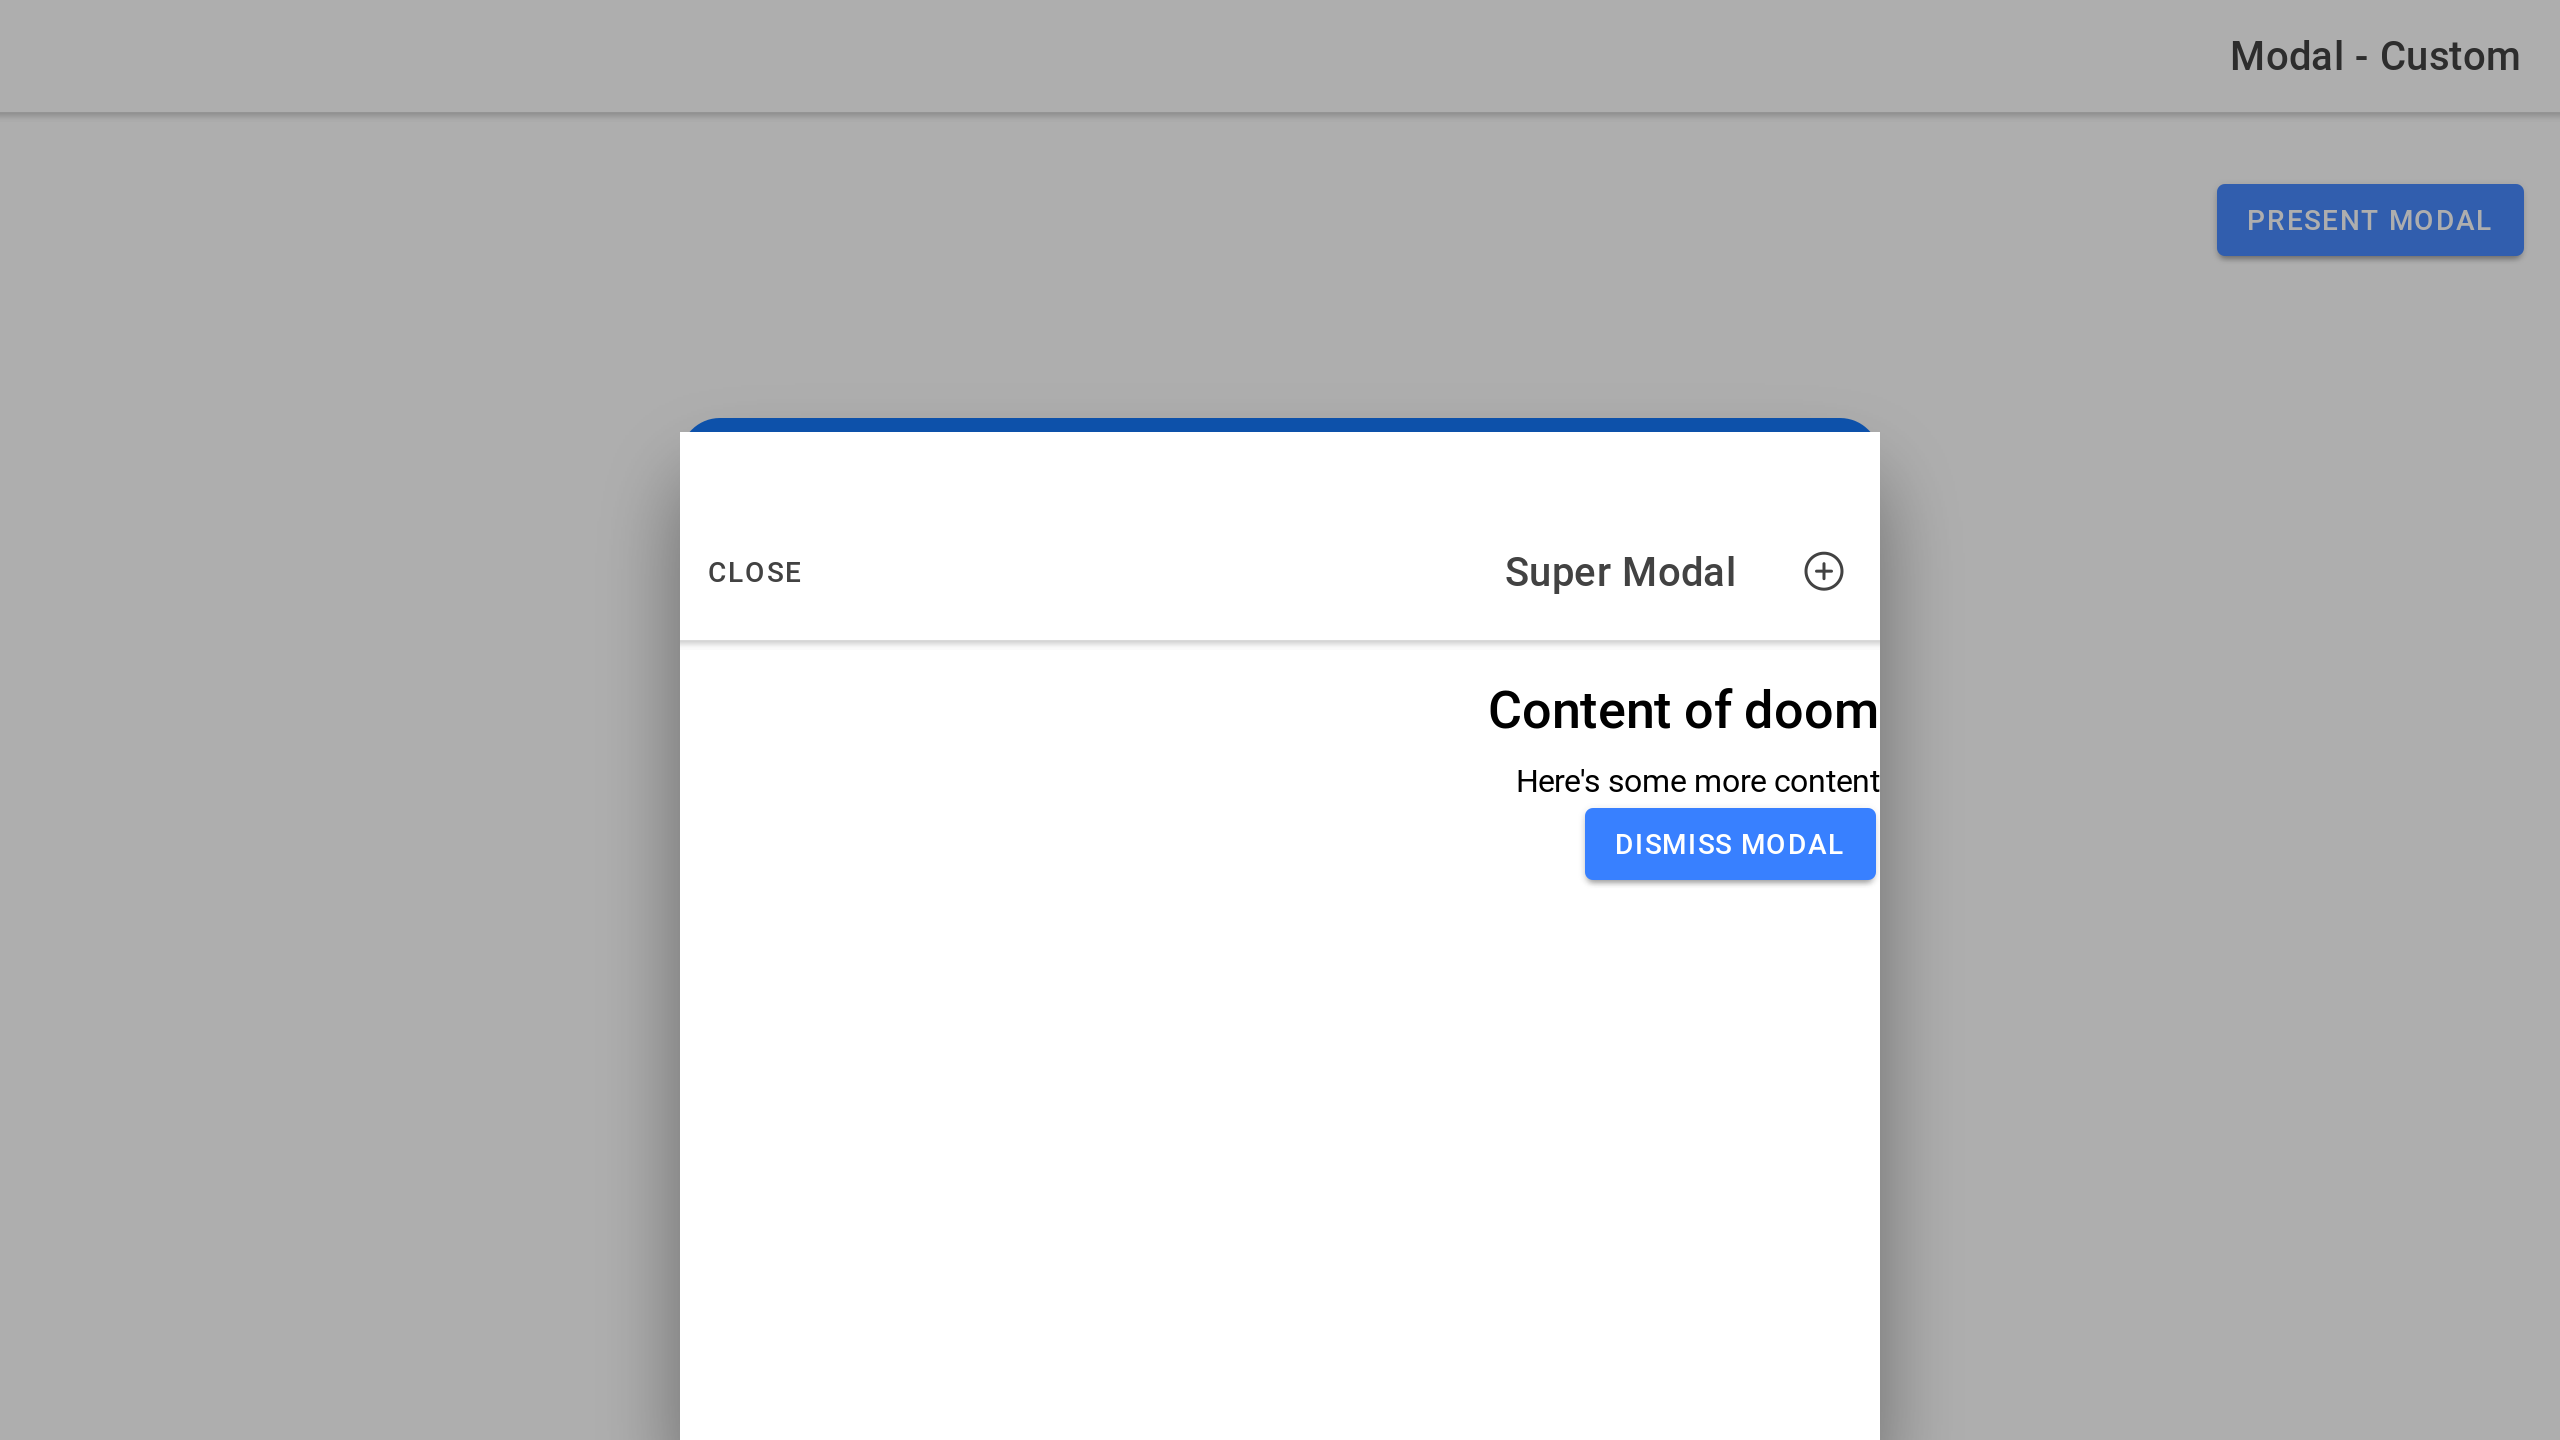 Modal - Custom
PRESENT MODAL
CLOSE
Super Modal
Content of doom
Here's some more content
DISMISS MODAL